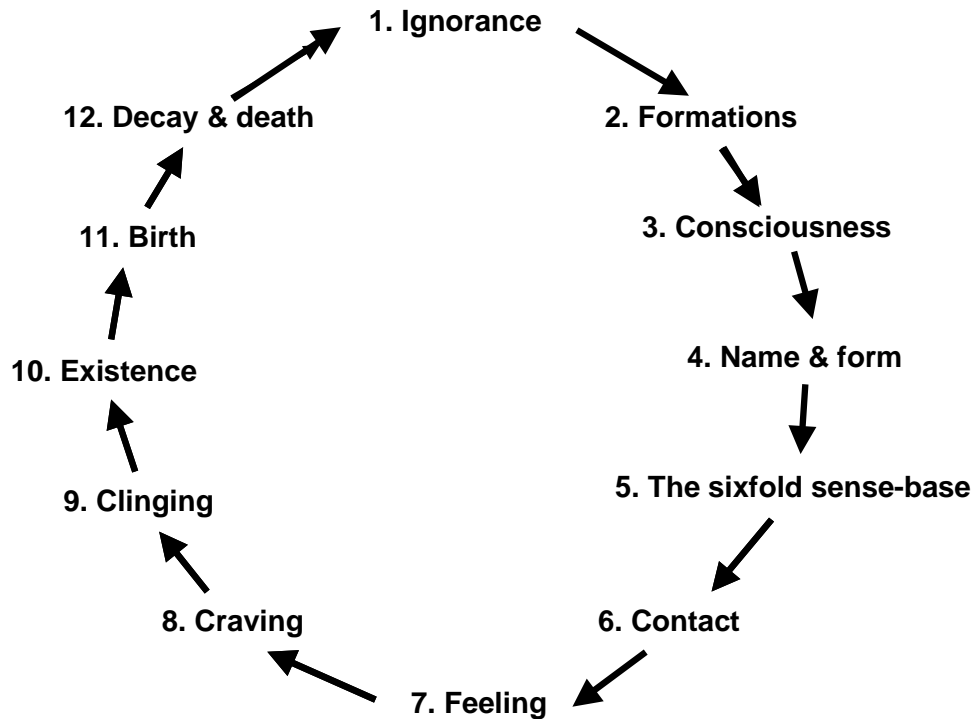 1. Ignorance
2. Formations
3. Consciousness
4. Name & form
5. The sixfold sense-base
6. Contact
7. Feeling
8. Craving
9. Clinging
10. Existence
11. Birth
12. Decay & death